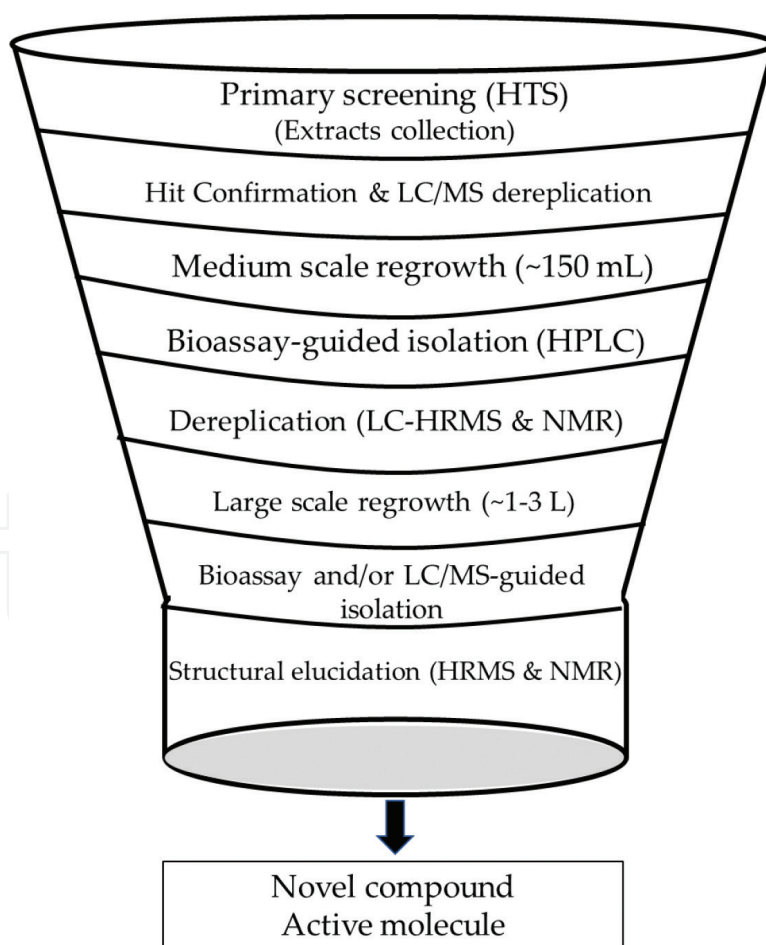 Primary screening (HTS)
(Extracts collection)
Hit Confirmation & LC/MS dereplication
Medium scale regrowth (~150 mL)
Bioassay-guided isolation (HPLC)
Dereplication (LC-HRMS & NMR)
Large scale regrowth (~1-3 L)
Bioassay and/or LC/MS-guided
isolation
Structural elucidation (HRMS & NMR)
Novel compound
Active molecule